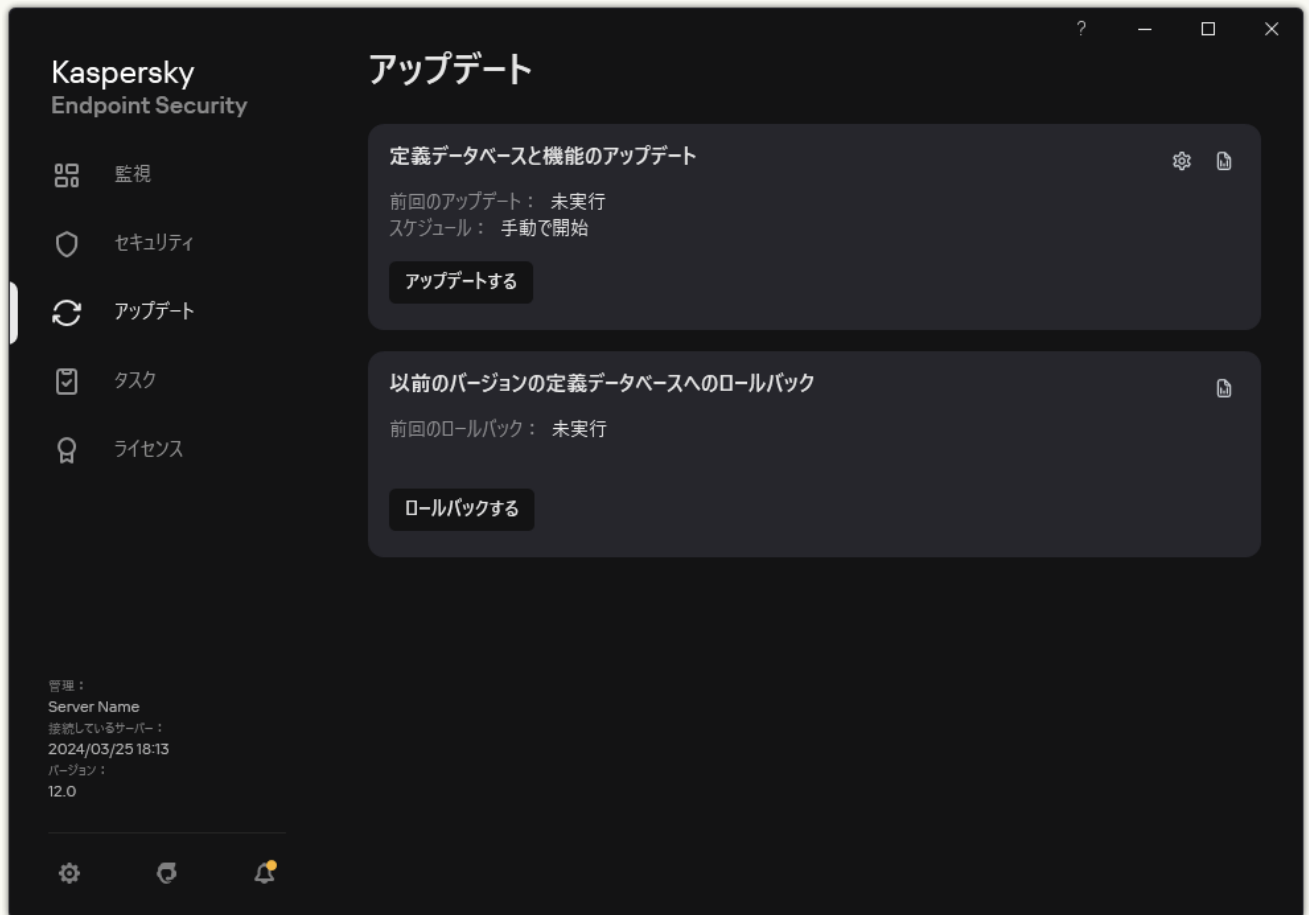 ?
Kaspersky
Endpoint Security
監視
セキュリティ
アップデート
タスク
ライセンス
管理：
Server Name
接続しているサーバー：
2024/03/25 18:13
バージョン：
12.0
アップデート
定義データベースと機能のアップデート
前回のアップデート： 未実行
スケジュール： 手動で開始
アップデートする
以前のバージョンの定義データベースへのロールバック
前回のロールバック： 未実行
ロールバックする